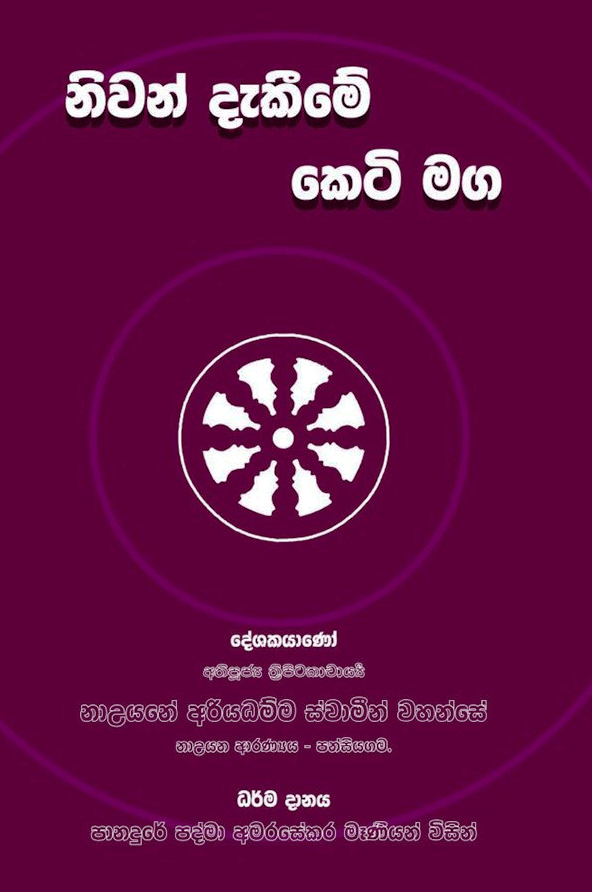 නිවන් දැකීමේ
කෙටි මග
දේශකයාණෝ
අතිපූජ්‍ය ත්‍රිපිටකාචාර්‍ය්‍ය
නාඋයනේ අරියධම්ම ස්වාමීන් වහන්සේ
නාඋයන ආරණ්‍යය - පන්සියගම.
ධර්ම දානය
පානදුරේ පද්මා අමරසේකර මැණියන් විසින්